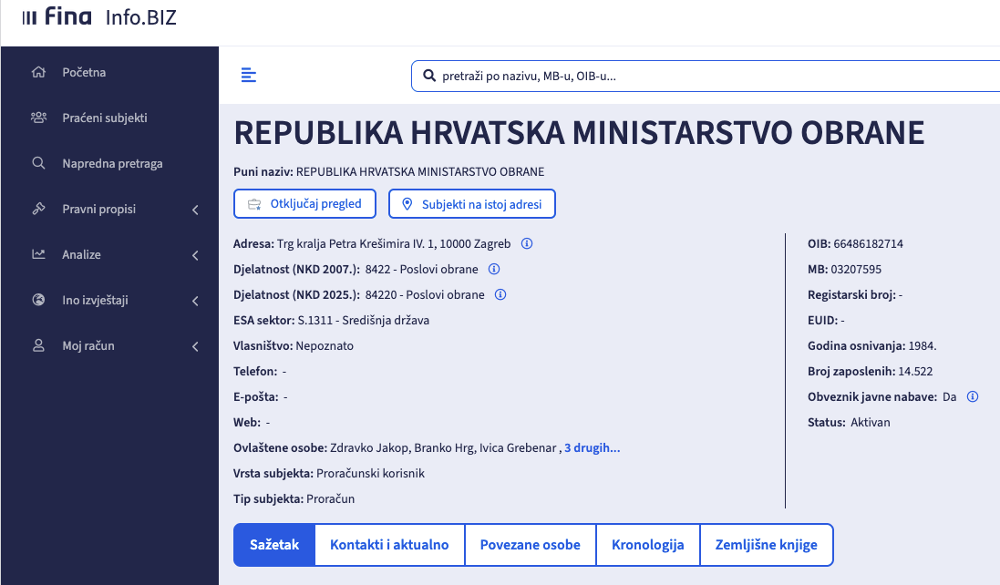 Fina Info.BIZ
Početna
Praćeni subjekti
Napredna pretraga
Pravni propisi
Analize
Ino izvještaji
Moj račun
pretraži po nazivu, MB-u, OIB-u...
REPUBLIKA HRVATSKA MINISTARSTVO OBRANE
Puni naziv: REPUBLIKA HRVATSKA MINISTARSTVO OBRANE
Otključaj pregled
Subjekti na istoj adresi
Adresa: Trg kralja Petra Krešimira IV. 1, 10000 Zagreb
Djelatnost (NKD 2007.): 8422 - Poslovi obrane
Djelatnost (NKD 2025.): 84220 - Poslovi obrane
ESA sektor: S.1311 - Središnja država
Vlasništvo: Nepoznato
Telefon: -
E-pošta: -
Web: -
Ovlaštene osobe: Zdravko Jakop, Branko Hrg, Ivica Grebenar , 3 drugih...
Vrsta subjekta: Proračunski korisnik
Tip subjekta: Proračun
OIB: 66486182714
MB: 03207595
Registarski broj: -
EUID: -
Godina osnivanja: 1984.
Broj zaposlenih: 14.522
Obveznik javne nabave: Da
Status: Aktivan
Sažetak
Kontakti i aktualno
Povezane osobe
Kronologija
Zemljišne knjige